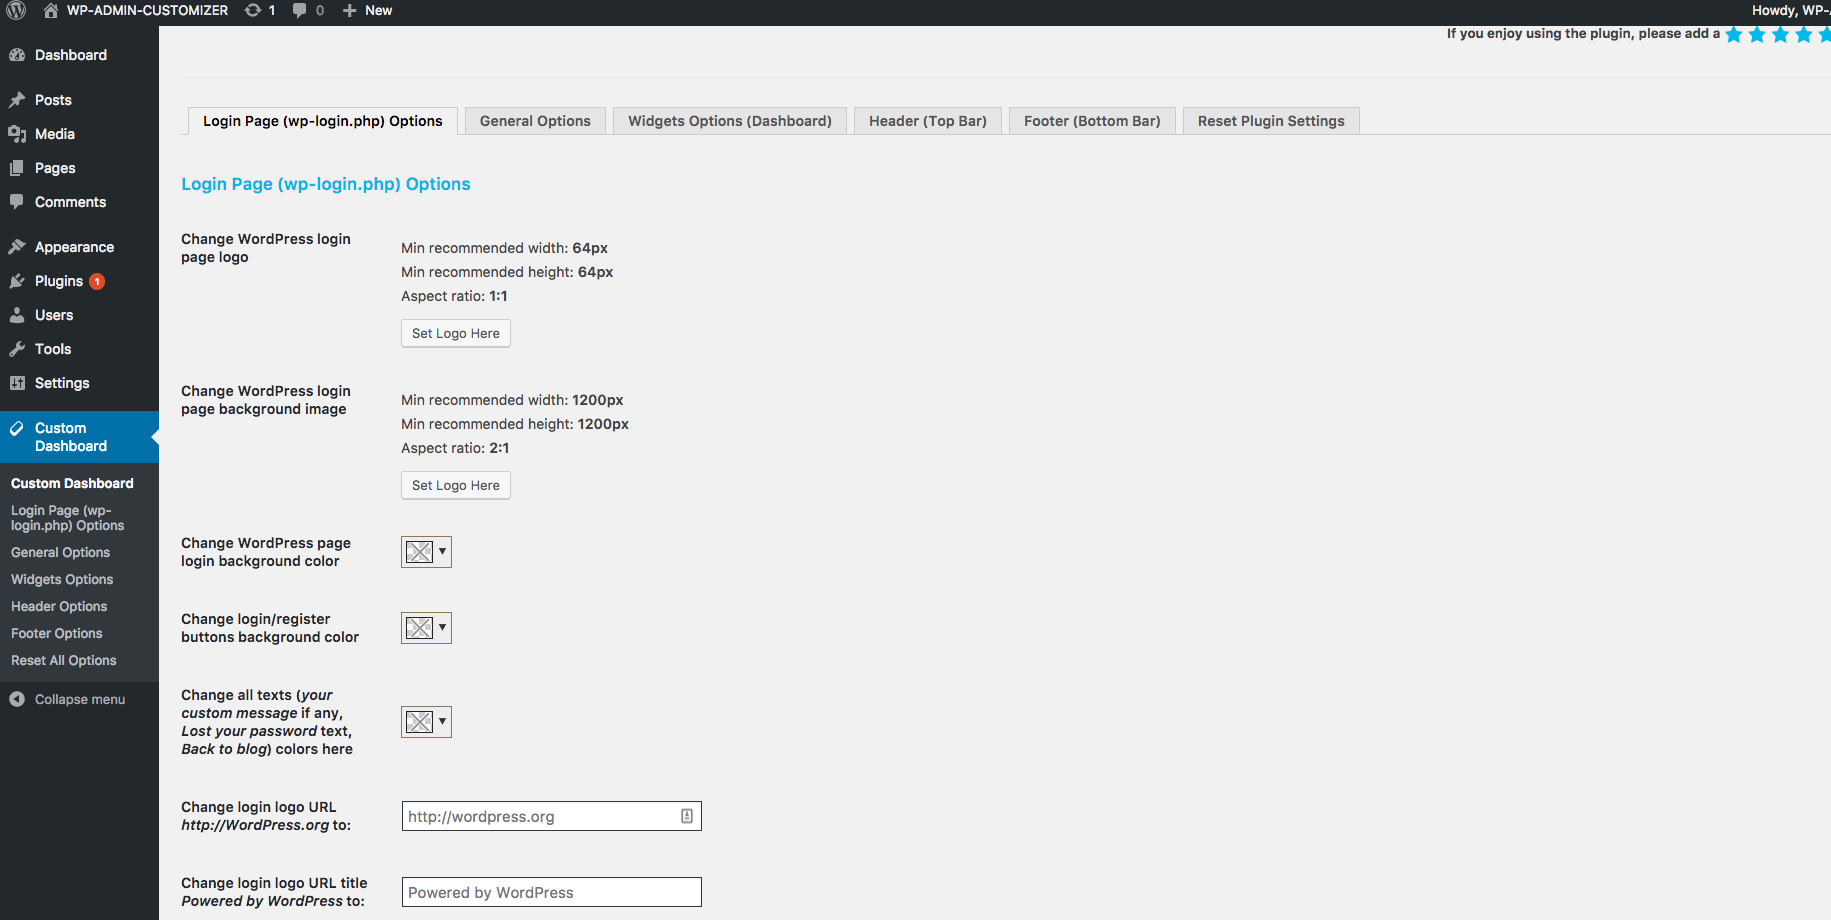 WP-ADMIN-CUSTOMIZER 1 0 New
Howdy, WP-
If you enjoy using the plugin, please add a
Dashboard
Posts
Media
Pages
Comments
Appearance
Plugins 1
Users
Tools
Settings
Custom
Dashboard
Custom Dashboard
Login Page (wp-
login.php) Options
General Options
Widgets Options
Header Options
Footer Options
Reset All Options
Collapse menu
Login Page (wp-login.php) Options
General Options
Widgets Options (Dashboard)
Header (Top Bar)
Footer (Bottom Bar)
Reset Plugin Settings
Login Page (wp-login.php) Options
Change WordPress login
page logo
Min recommended width: 64px
Min recommended height: 64px
Aspect ratio: 1:1
Set Logo Here
Change WordPress login
page background image
Min recommended width: 1200px
Min recommended height: 1200px
Aspect ratio: 2:1
Set Logo Here
Change WordPress page
login background color
Change login/register
buttons background color
Change all texts (your
custom message if any,
Lost your password text,
Back to blog) colors here
Change login logo URL
http://WordPress.org to:
http://wordpress.org
Change login logo URL title
Powered by WordPress to:
Powered by WordPress